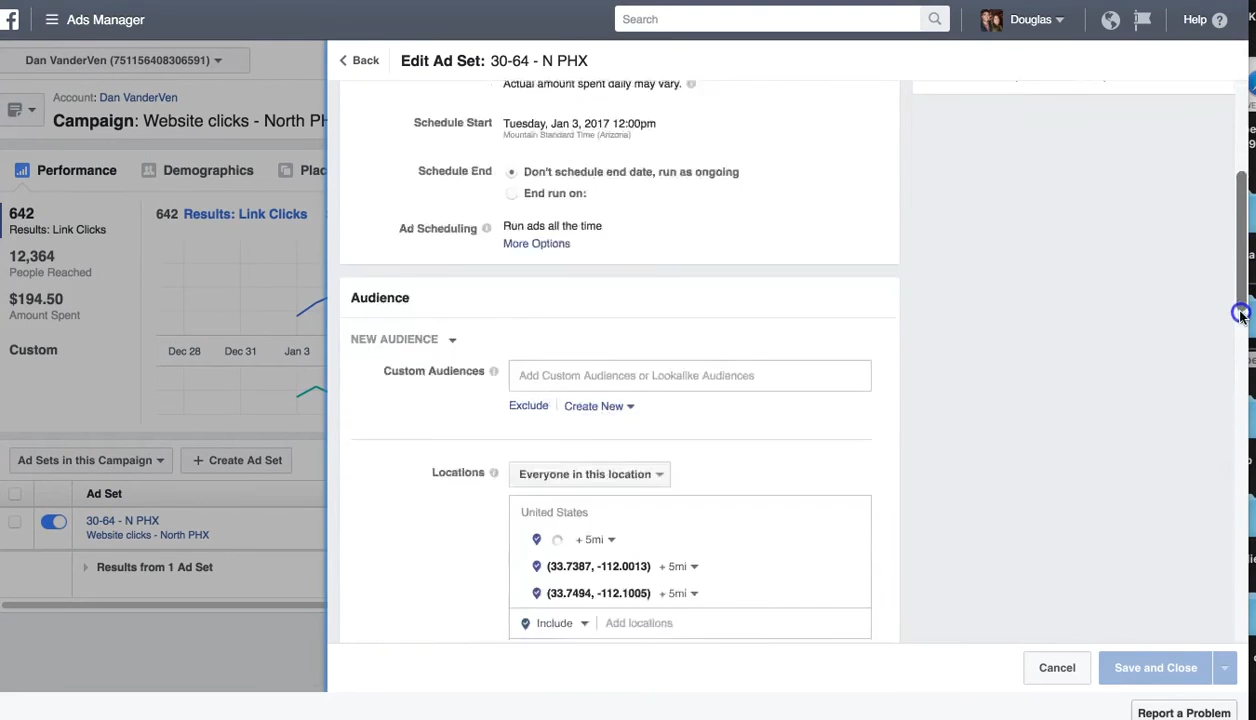 Ads Manager
Search
Douglas
Help
Dan VanderVen (751156408306591)
Account: Dan VanderVen
Campaign: Website clicks - North PH
Performance
Demographics
Plac
642
Results: Link Clicks
12,364
People Reached
$194.50
Amount Spent
Custom
642 Results: Link Clicks
Dec 28
Dec 31
Jan 3
Ad Sets in this Campaign
+ Create Ad Set
Ad Set
30-64 - N PHX
Website clicks - North PHX
Results from 1 Ad Set
Back
Edit Ad Set: 30-64 - N PHX
Actual amount spent daily may vary.
Schedule Start
Tuesday, Jan 3, 2017 12:00pm
Mountain Standard Time (Arizona)
Schedule End
Don't schedule end date, run as ongoing
End run on:
Ad Scheduling
Run ads all the time
More Options
Audience
NEW AUDIENCE
Custom Audiences
Add Custom Audiences or Lookalike Audiences
Exclude
Create New
Locations
Everyone in this location
United States
+ 5mi
(33.7387, -112.0013) + 5mi
(33.7494, -112.1005) + 5mi
Include
Add locations
Cancel
Save and Close
Report a Problem